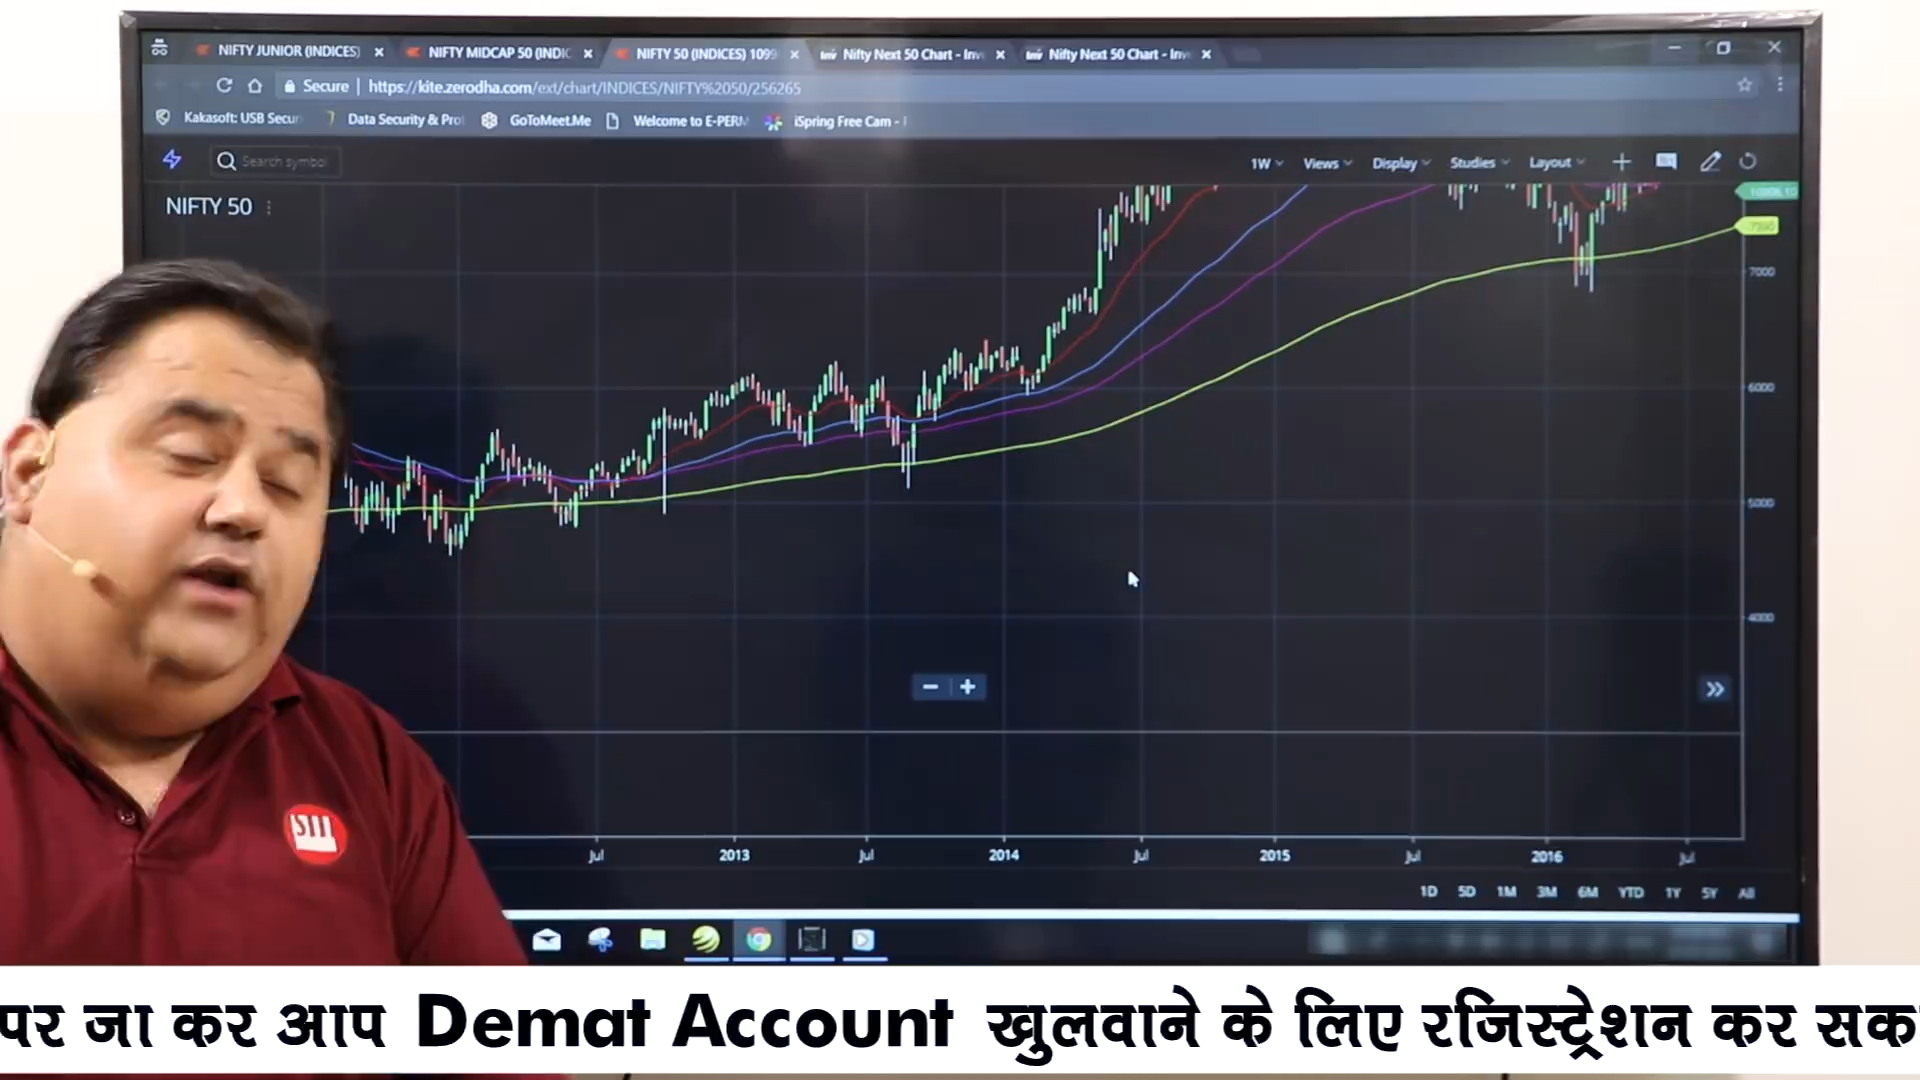 NIFTY JUNIOR (INDICES)
NIFTY MIDCAP 50 (INDIC
NIFTY 50 (INDICES) 1099
Nifty Next 50 Chart - Inv
Nifty Next 50 Chart - Inv
Secure | https://kite.zerodha.com/ext/chart/INDICES/NIFTY%2050/256265
Kakasoft: USB Secur
Data Security & Pro
GoToMeet.Me
Welcome to E-PERM
iSpring Free Cam -
Search symbol
1W Views Display Studies Layout
NIFTY 50
7000
6000
5000
4000
Jul 2013 Jul 2014 Jul 2015 Jul 2016 Jul
1D 5D 1M 3M 6M YTD 1Y 5Y All
पर जा कर आप Demat Account खुलवाने के लिए रजिस्ट्रेशन कर सक